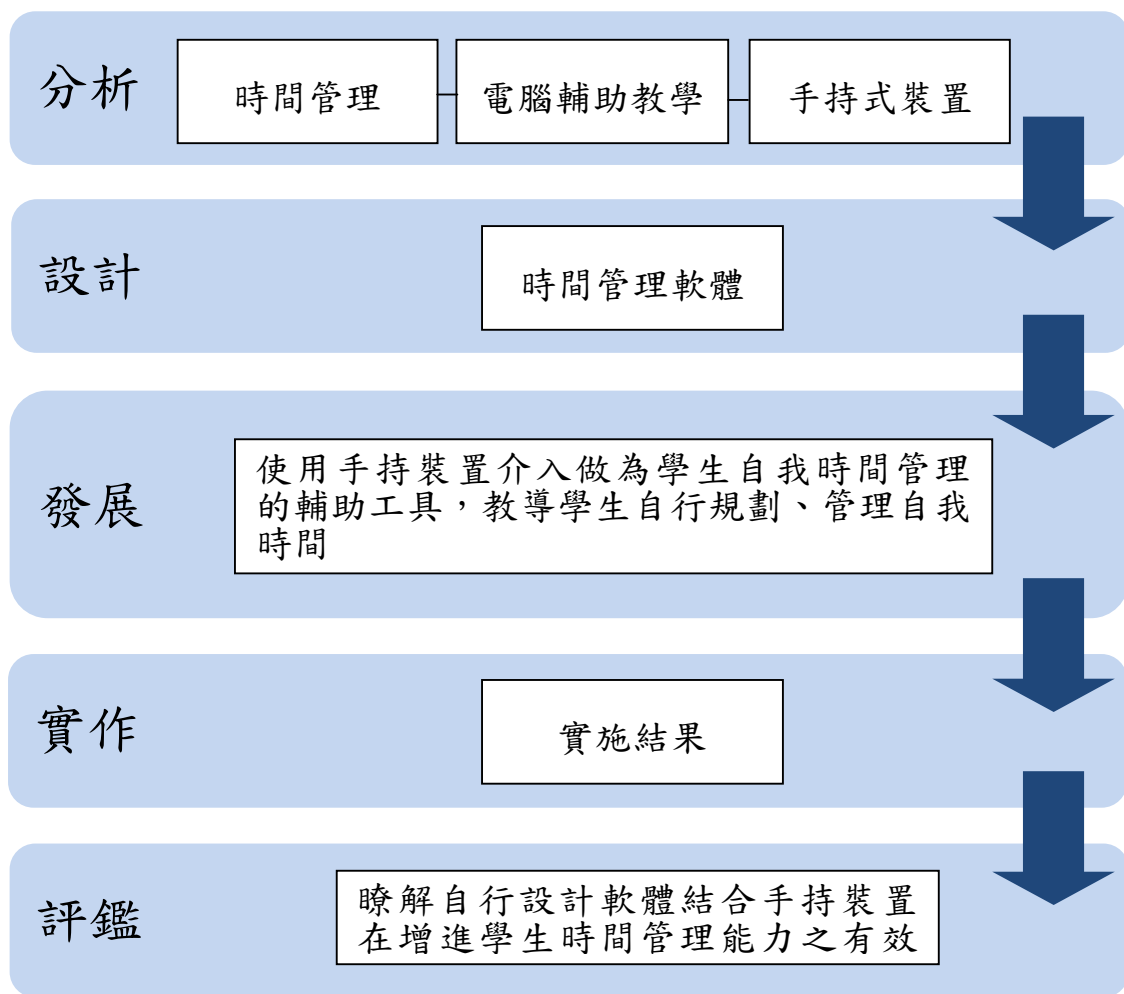 分析
時間管理
電腦輔助教學
手持式裝置
設計
時間管理軟體
發展
使用手持裝置介入做為學生自我時間管理
的輔助工具，教導學生自行規劃、管理自我
時間
實作
實施結果
評鑑
瞭解自行設計軟體結合手持裝置
在增進學生時間管理能力之有效